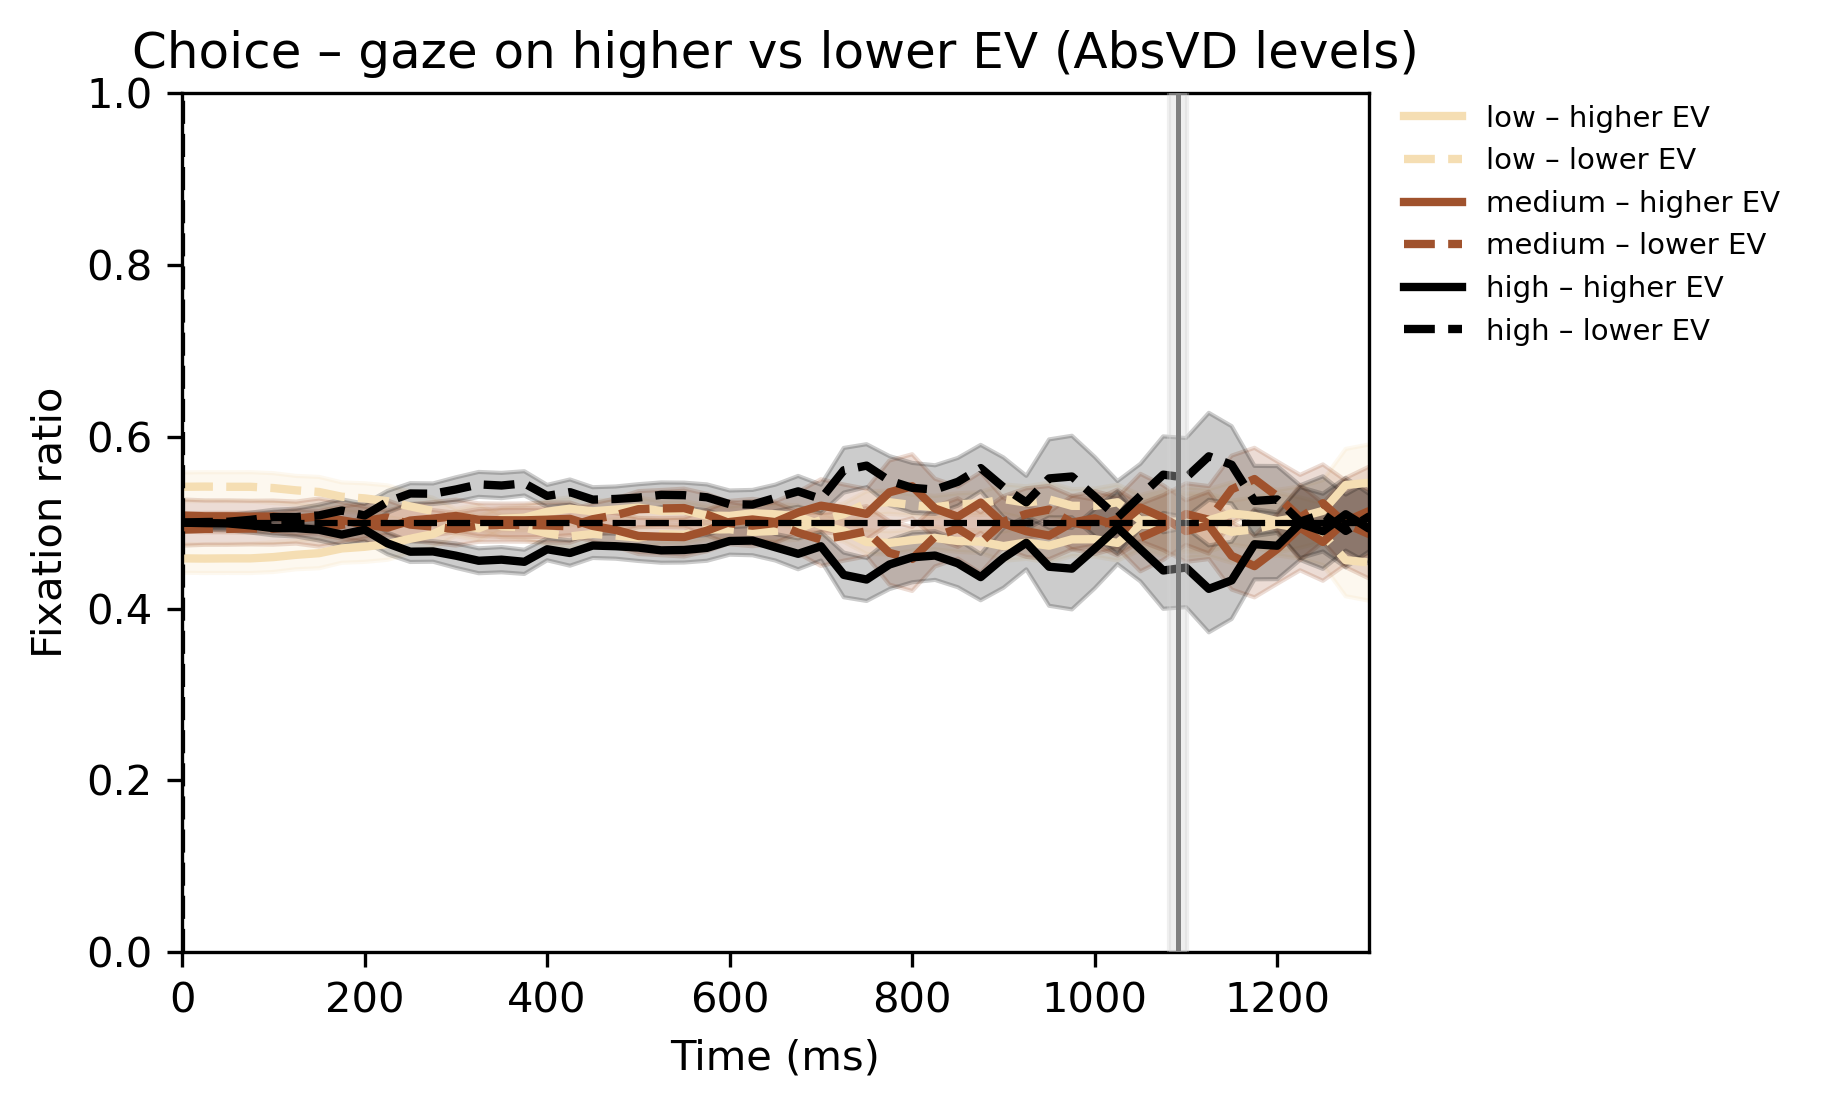 Choice – gaze on higher vs lower EV (AbsVD levels)
1.0
0.8
0.6
0.4
0.2
0.0
Fixation ratio
0 200 400 600 800 1000 1200
Time (ms)
low – higher EV
low – lower EV
medium – higher EV
medium – lower EV
high – higher EV
high – lower EV